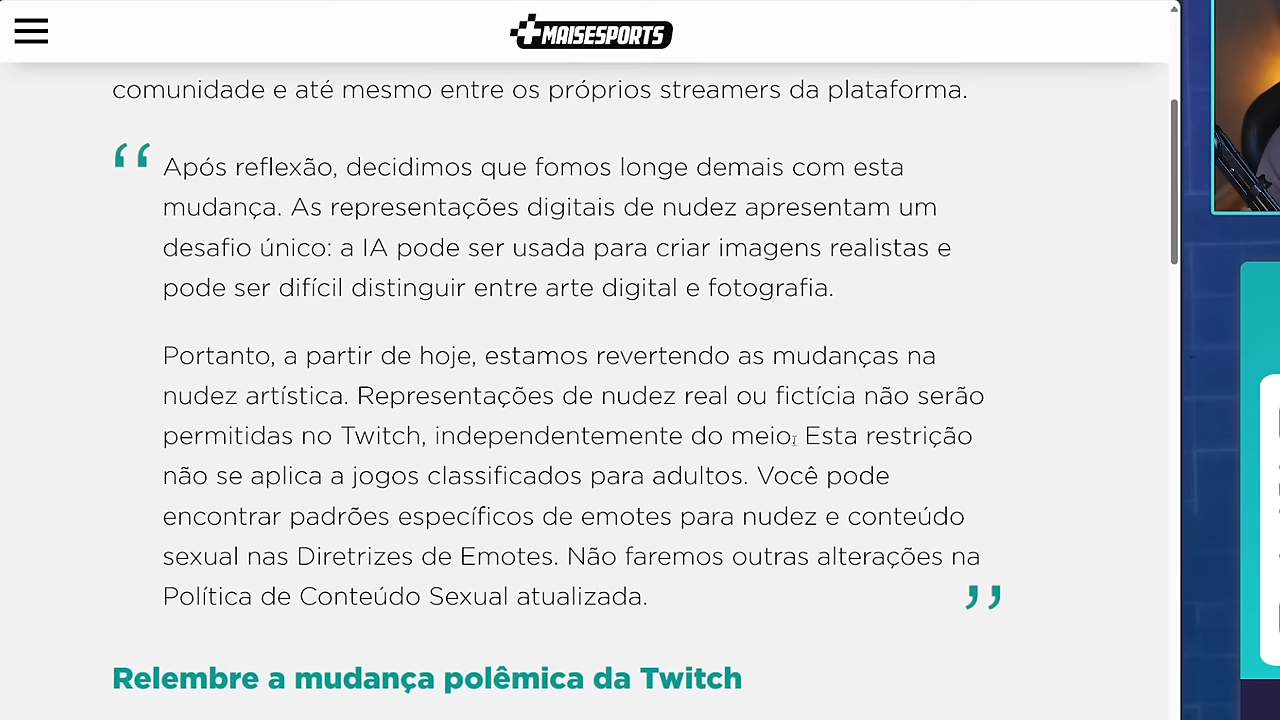 MAISESPORTS
comunidade e até mesmo entre os próprios streamers da plataforma.
“ Após reflexão, decidimos que fomos longe demais com esta
mudança. As representações digitais de nudez apresentam um
desafio único: a IA pode ser usada para criar imagens realistas e
pode ser difícil distinguir entre arte digital e fotografia.
Portanto, a partir de hoje, estamos revertendo as mudanças na
nudez artística. Representações de nudez real ou fictícia não serão
permitidas no Twitch, independentemente do meio. Esta restrição
não se aplica a jogos classificados para adultos. Você pode
encontrar padrões específicos de emotes para nudez e conteúdo
sexual nas Diretrizes de Emotes. Não faremos outras alterações na
Política de Conteúdo Sexual atualizada. ”
Relembre a mudança polêmica da Twitch